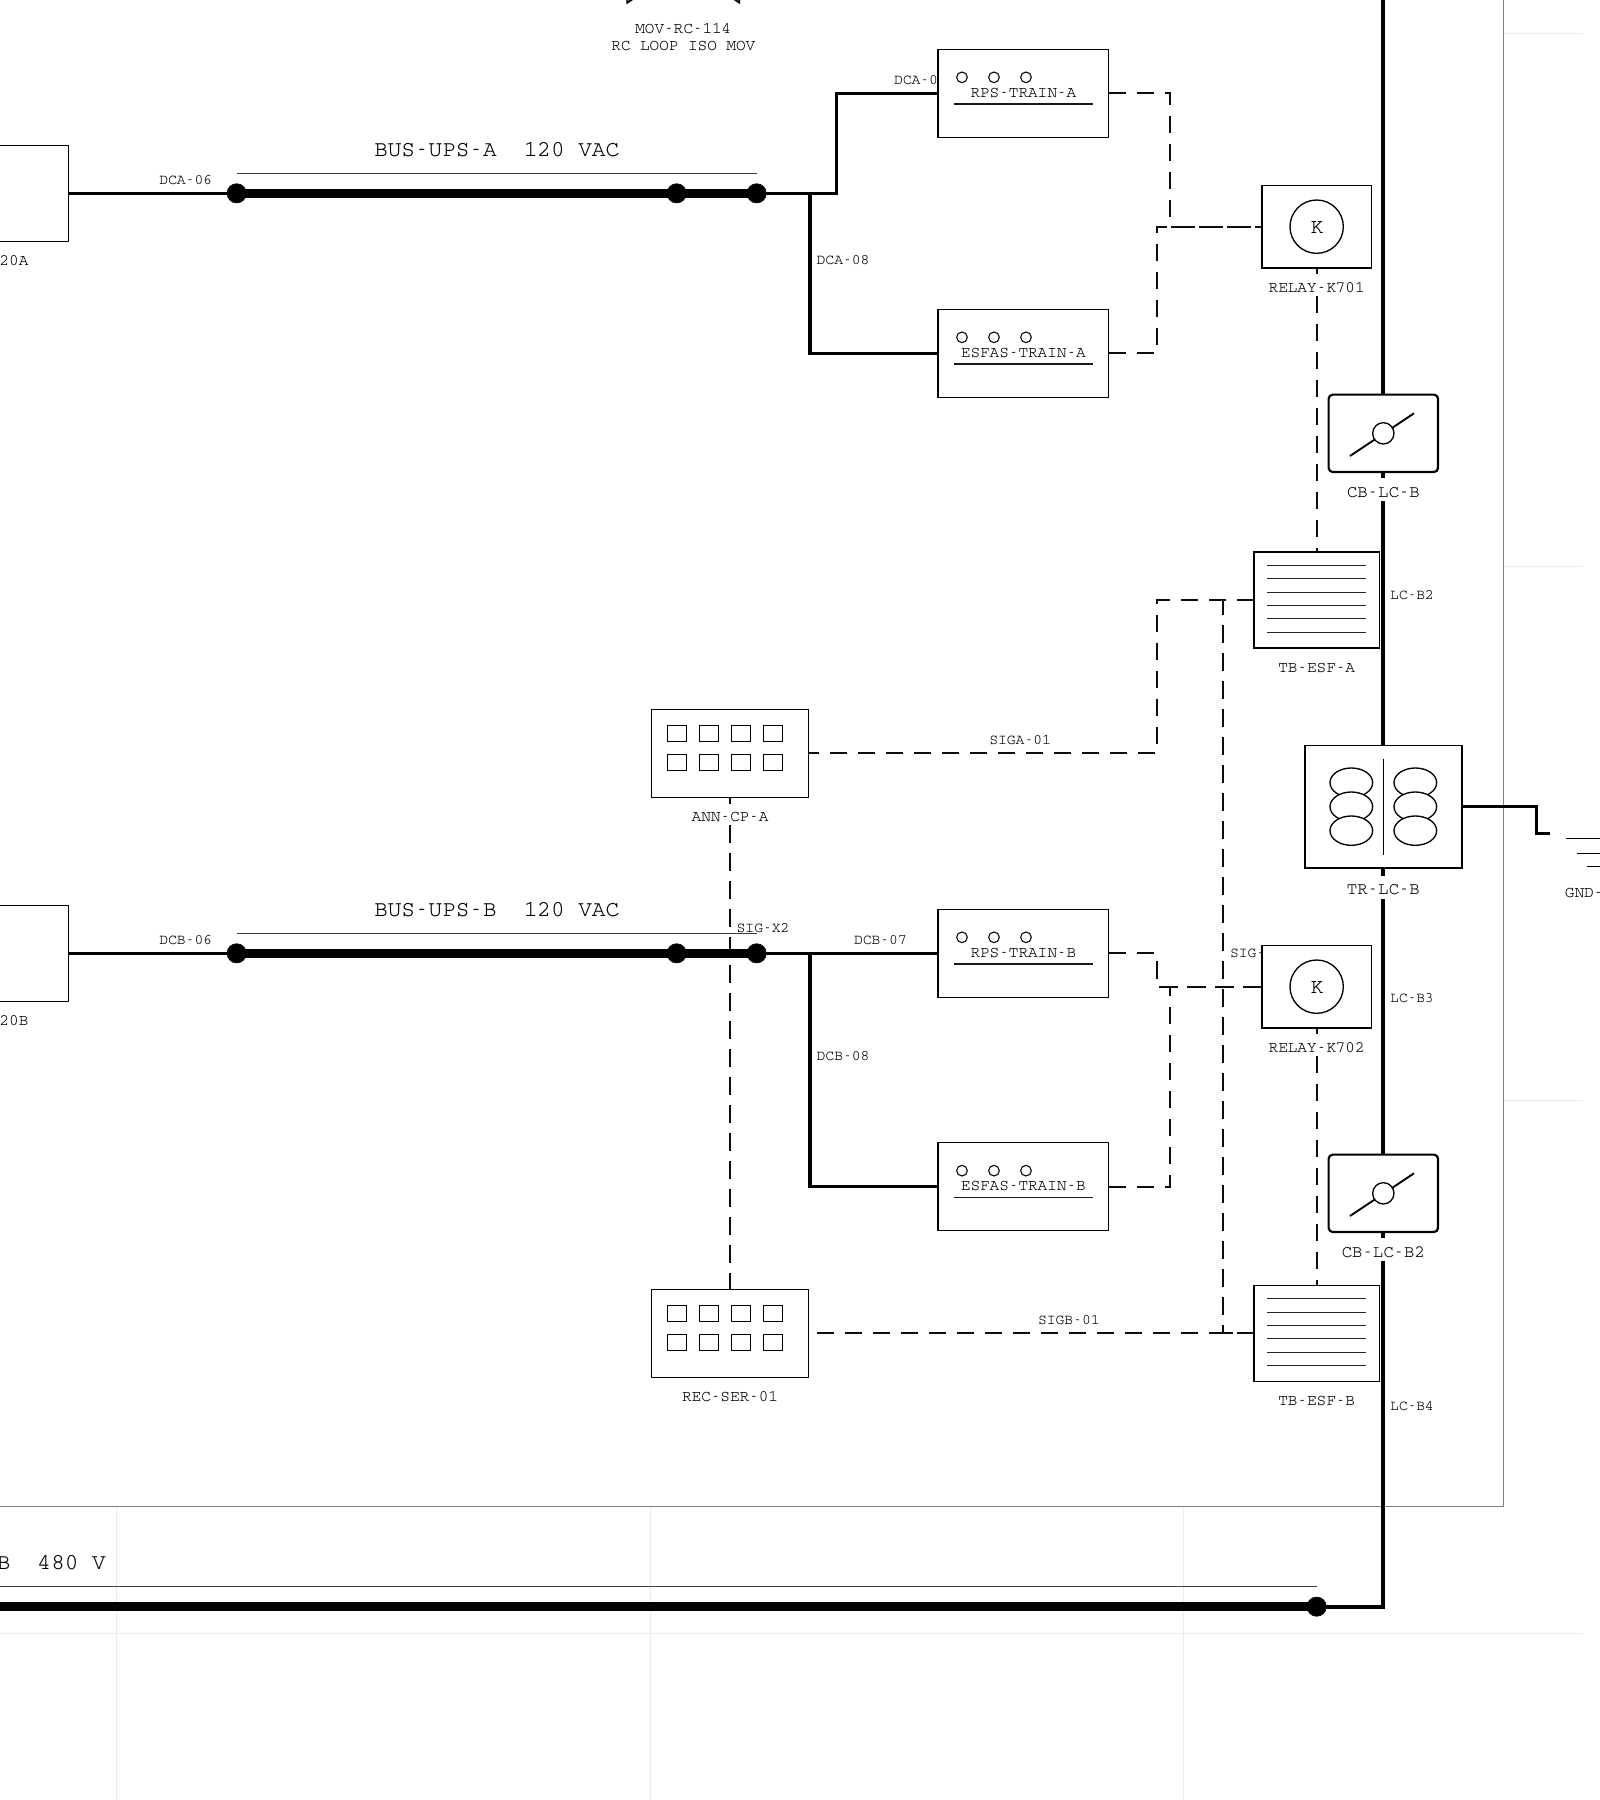 MOV-RC-114
RC LOOP ISO MOV
DCA-0
RPS-TRAIN-A
BUS-UPS-A 120 VAC
DCA-06
K
20A
DCA-08
RELAY-K701
ESFAS-TRAIN-A
CB-LC-B
LC-B2
TB-ESF-A
SIGA-01
ANN-CP-A
TR-LC-B
GND-
BUS-UPS-B 120 VAC
SIG-X2
DCB-06
DCB-07
RPS-TRAIN-B
SIG-
K
LC-B3
20B
RELAY-K702
DCB-08
ESFAS-TRAIN-B
CB-LC-B2
SIGB-01
REC-SER-01
TB-ESF-B
LC-B4
B 480 V